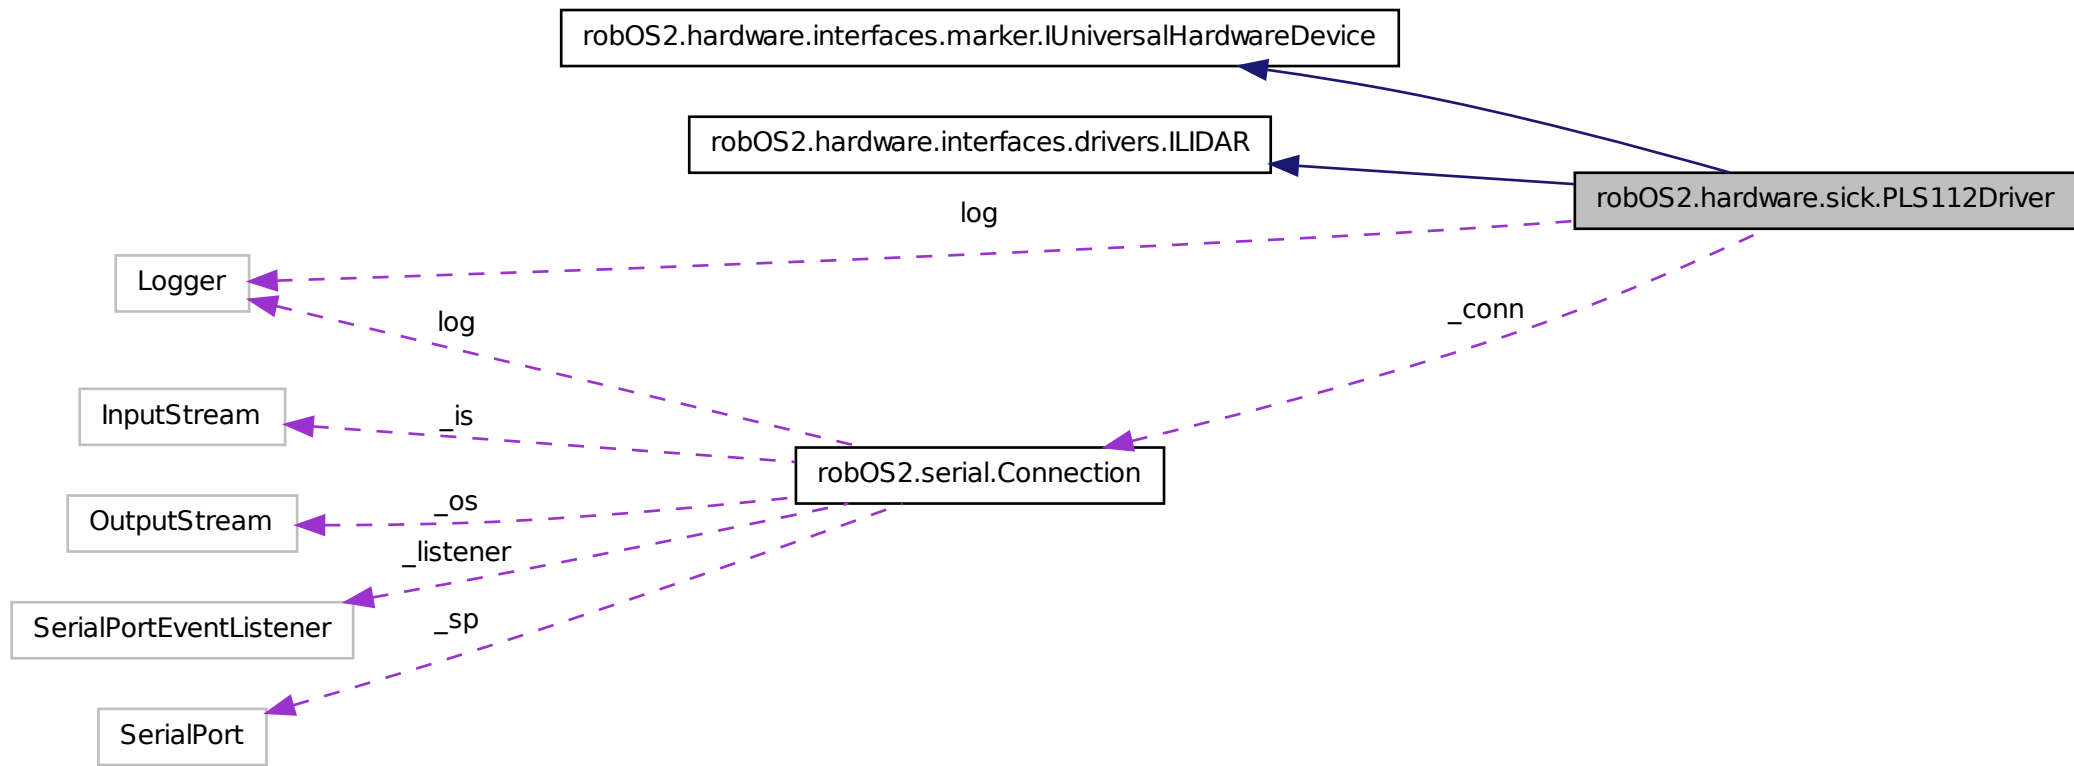 robOS2.hardware.interfaces.marker.IUniversalHardwareDevice
robOS2.hardware.interfaces.drivers.ILIDAR
robOS2.hardware.sick.PLS112Driver
log
Logger
_conn
log
InputStream
_is
robOS2.serial.Connection
_os
OutputStream
_listener
SerialPortEventListener
_sp
SerialPort